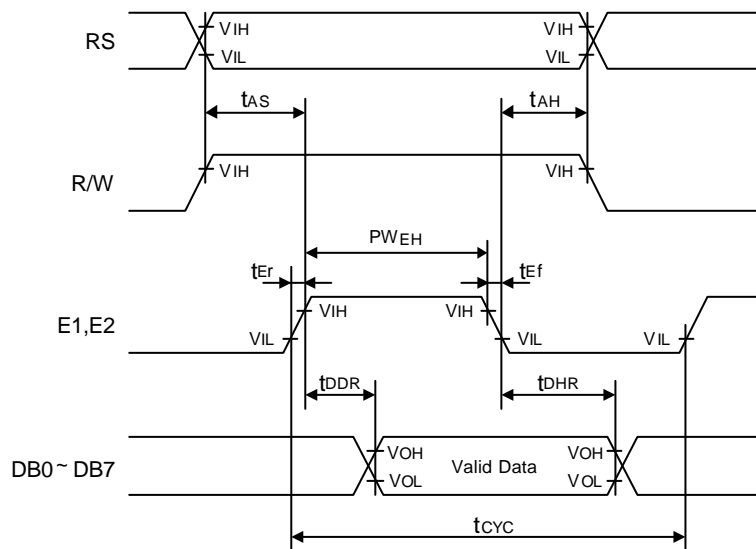 RS VIH VIH
VIL VIL
tAS tAH
R/W VIH VIH
PWEH
tEr tEf
E1,E2 VIH VIH
VIL VIL VIL
tDDR tDHR
VOH VOH
DB0 ~ DB7 Valid Data
VOL VOL
tCYC